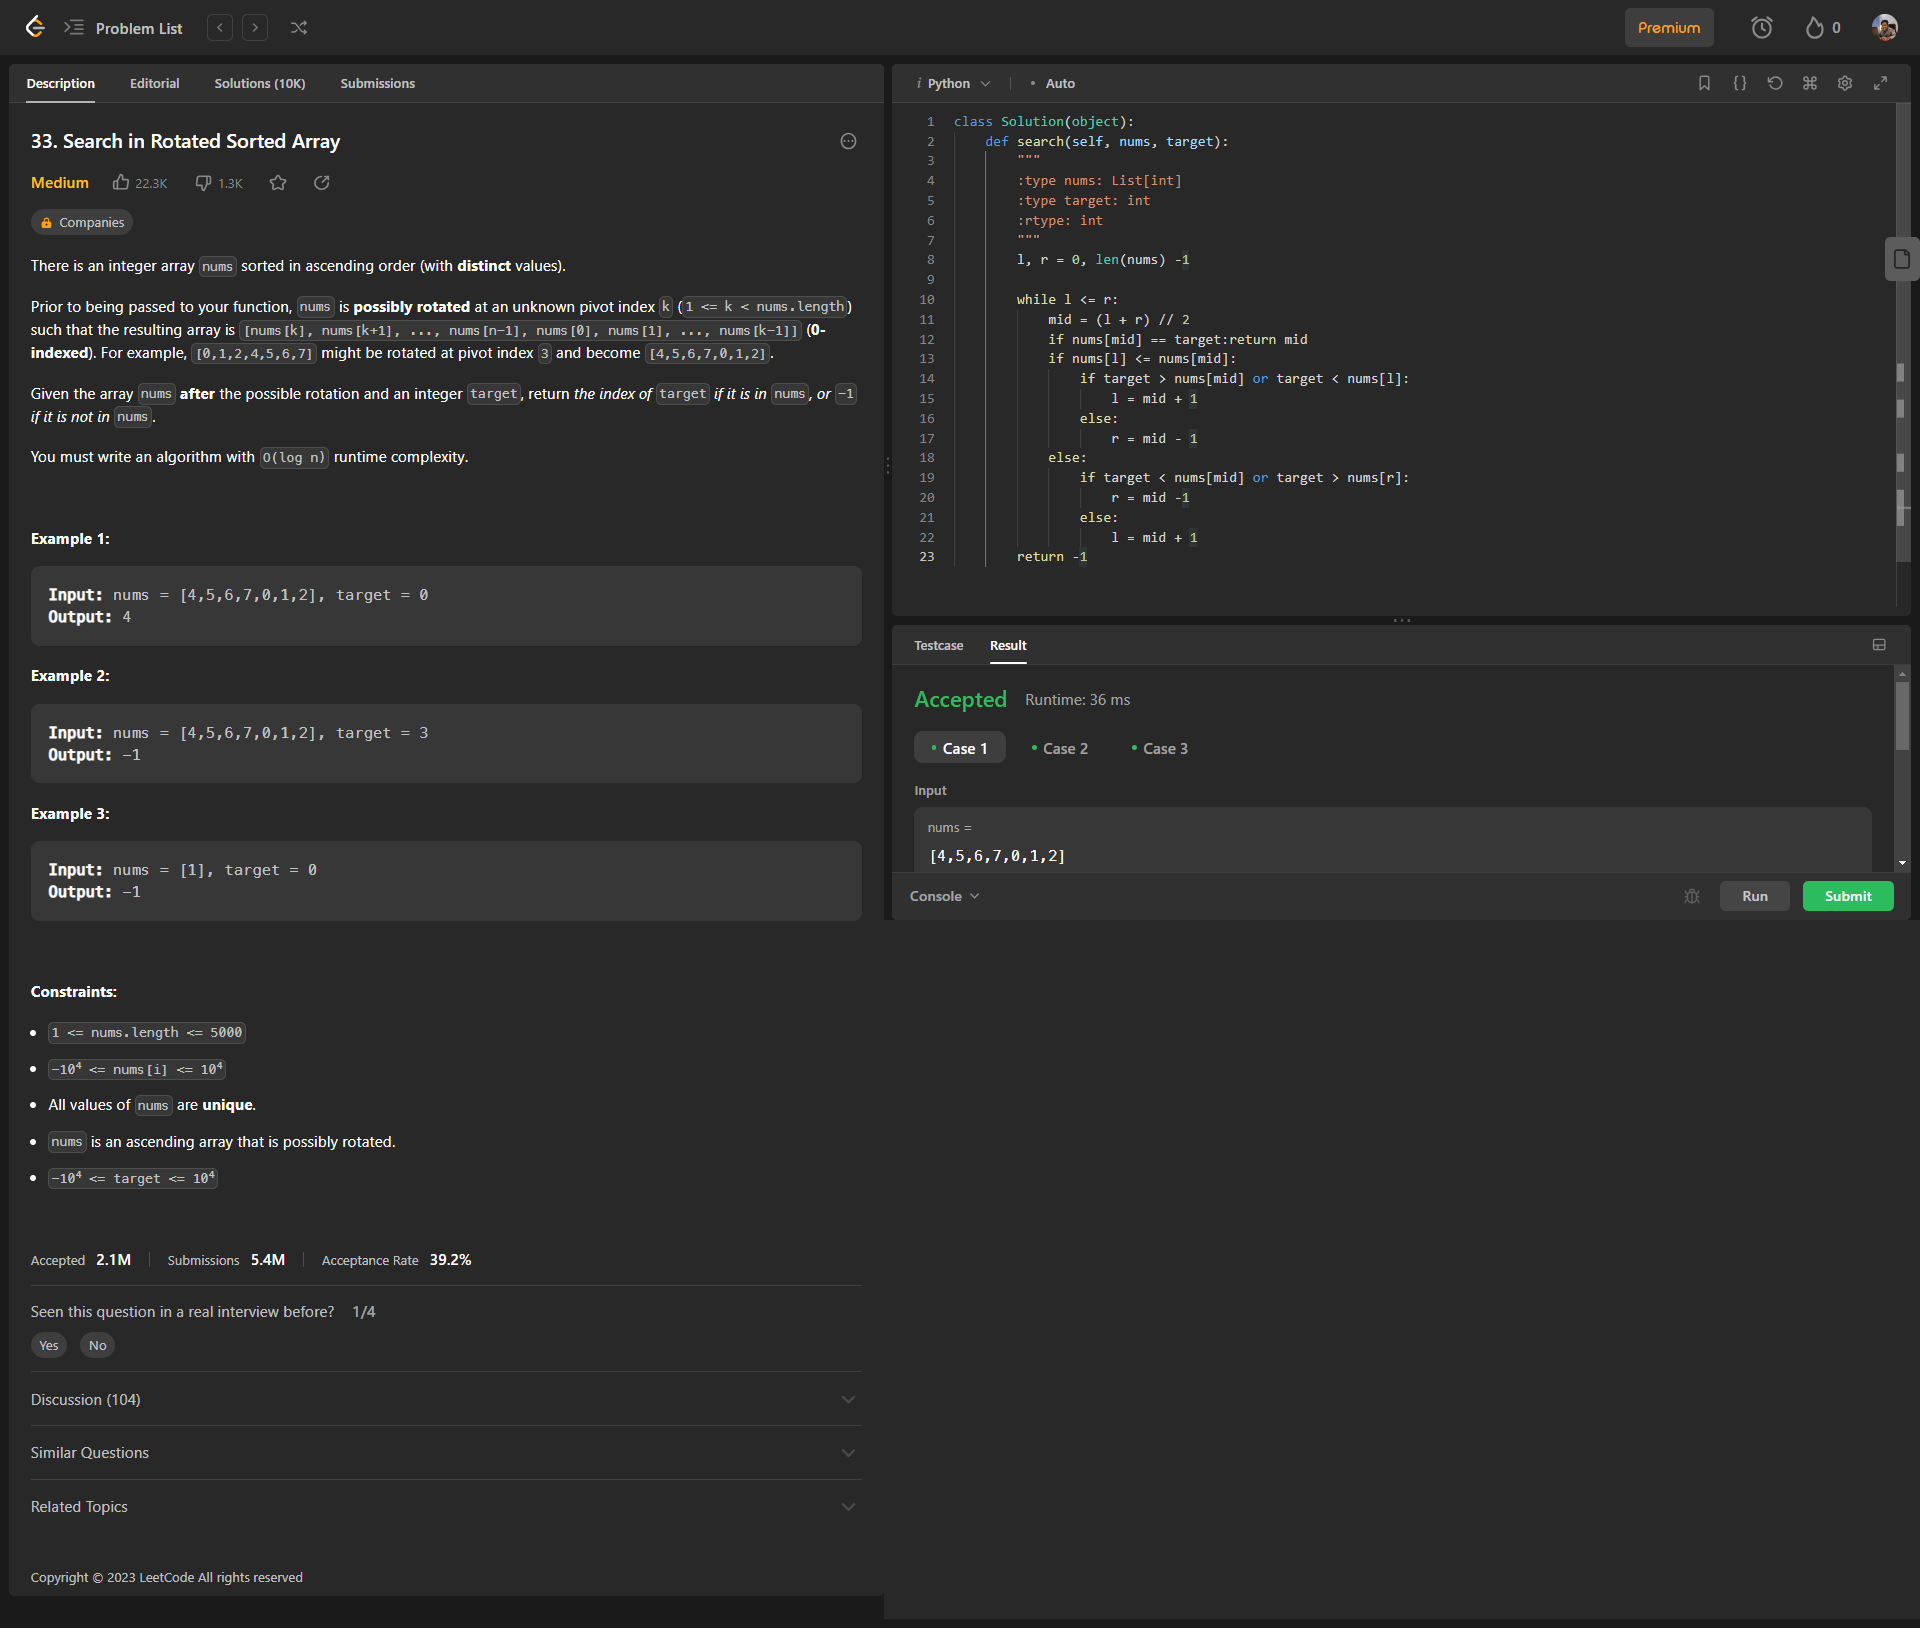 Problem List
Premium
0
Description Editorial Solutions (10K) Submissions
33. Search in Rotated Sorted Array
Medium 22.3K 1.3K
Companies
There is an integer array nums sorted in ascending order (with distinct values).
Prior to being passed to your function, nums is possibly rotated at an unknown pivot index k (1 <= k < nums.length)
such that the resulting array is [nums[k], nums[k+1], ..., nums[n-1], nums[0], nums[1], ..., nums[k-1]] (0-
indexed). For example, [0,1,2,4,5,6,7] might be rotated at pivot index 3 and become [4,5,6,7,0,1,2].
Given the array nums after the possible rotation and an integer target, return the index of target if it is in nums, or -1
if it is not in nums.
You must write an algorithm with O(log n) runtime complexity.
Example 1:
Input: nums = [4,5,6,7,0,1,2], target = 0
Output: 4
Example 2:
Input: nums = [4,5,6,7,0,1,2], target = 3
Output: -1
Example 3:
Input: nums = [1], target = 0
Output: -1
Constraints:
1 <= nums.length <= 5000
-10⁴ <= nums[i] <= 10⁴
All values of nums are unique.
nums is an ascending array that is possibly rotated.
-10⁴ <= target <= 10⁴
Accepted 2.1M Submissions 5.4M Acceptance Rate 39.2%
Seen this question in a real interview before? 1/4
Yes No
Discussion (104)
Similar Questions
Related Topics
Copyright © 2023 LeetCode All rights reserved
i Python • Auto
1 class Solution(object):
2 def search(self, nums, target):
3 """
4 :type nums: List[int]
5 :type target: int
6 :rtype: int
7 """
8 l, r = 0, len(nums) -1
9
10 while l <= r:
11 mid = (l + r) // 2
12 if nums[mid] == target:return mid
13 if nums[l] <= nums[mid]:
14 if target > nums[mid] or target < nums[l]:
15 l = mid + 1
16 else:
17 r = mid - 1
18 else:
19 if target < nums[mid] or target > nums[r]:
20 r = mid -1
21 else:
22 l = mid + 1
23 return -1
Testcase Result
Accepted Runtime: 36 ms
• Case 1 • Case 2 • Case 3
Input
nums =
[4,5,6,7,0,1,2]
Console Run Submit